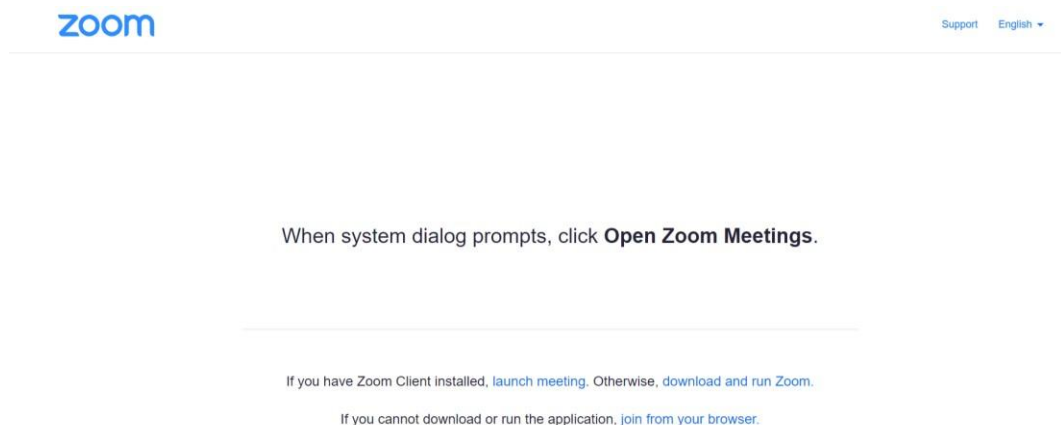 zoom
Support English
When system dialog prompts, click Open Zoom Meetings.
If you have Zoom Client installed, launch meeting. Otherwise, download and run Zoom.
If you cannot download or run the application, join from your browser.